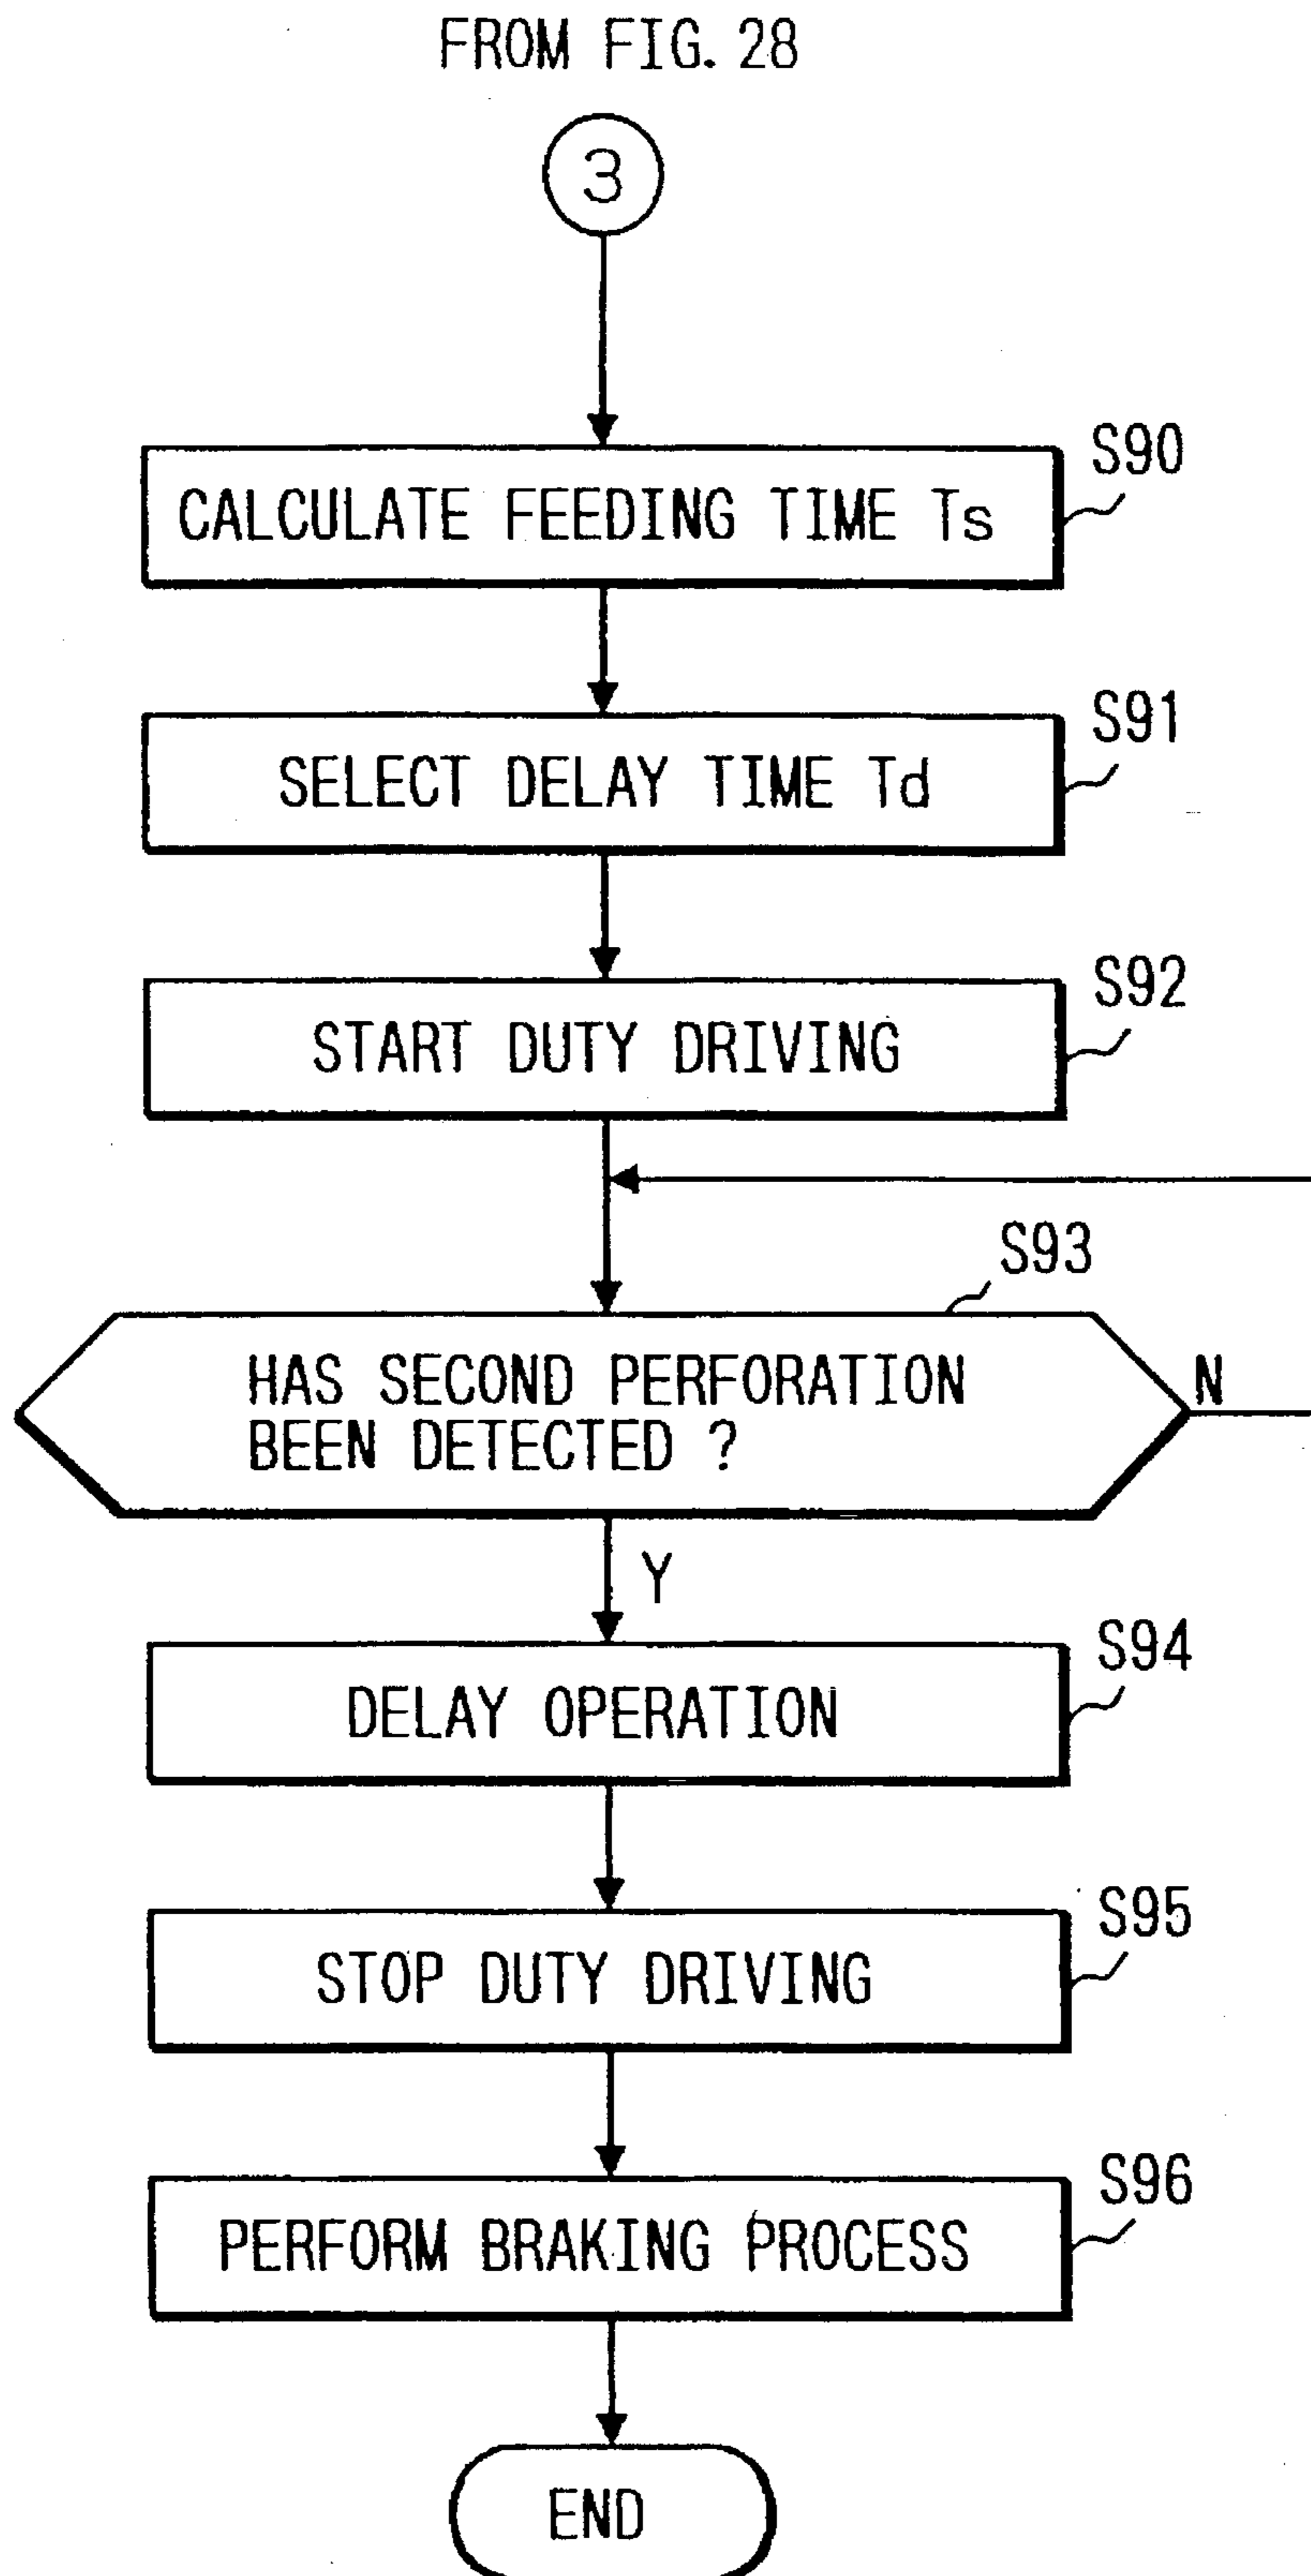 FROM FIG. 28
3
S90
CALCULATE FEEDING TIME Ts
S91
SELECT DELAY TIME Td
S92
START DUTY DRIVING
S93
HAS SECOND PERFORATION
BEEN DETECTED ?
N
Y
S94
DELAY OPERATION
S95
STOP DUTY DRIVING
S96
PERFORM BRAKING PROCESS
END